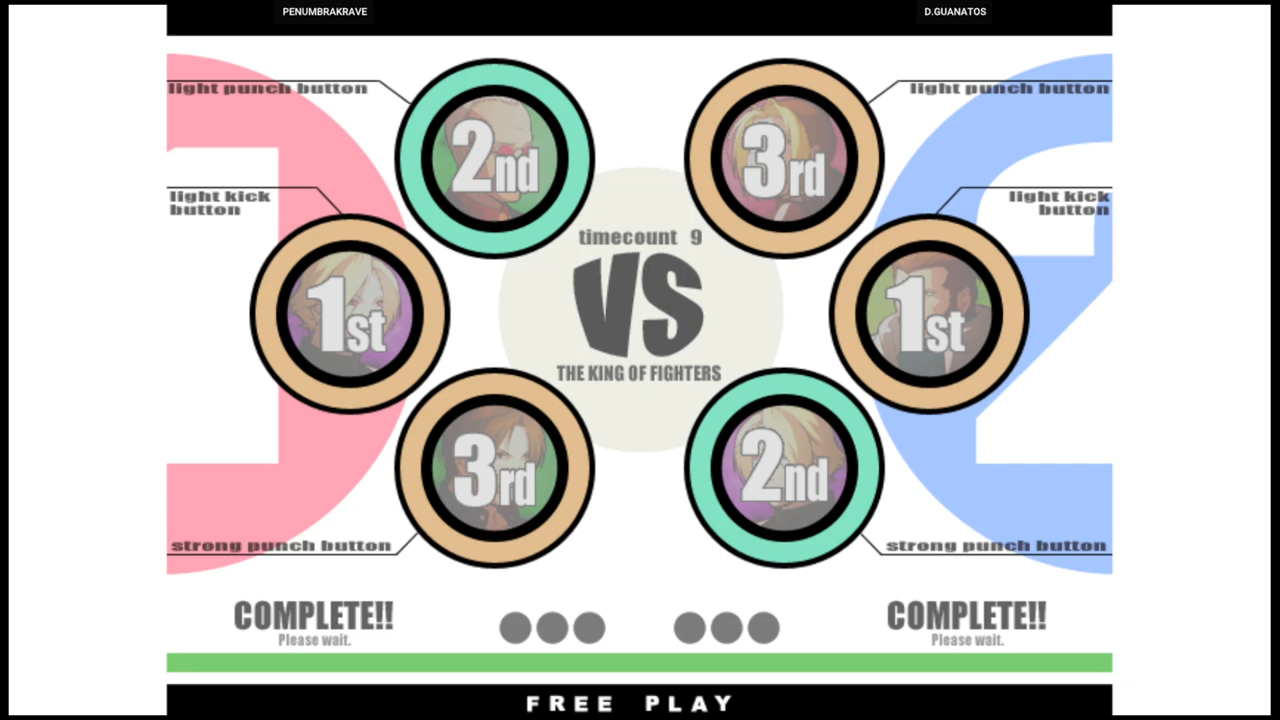 PENUMBRAKRAVE
D.GUANATOS
light punch button
light punch button
2nd
3rd
light kick
button
light kick
button
timecount 9
VS
THE KING OF FIGHTERS
1st
1st
3rd
2nd
strong punch button
strong punch button
COMPLETE!!
Please wait.
COMPLETE!!
Please wait.
FREE PLAY